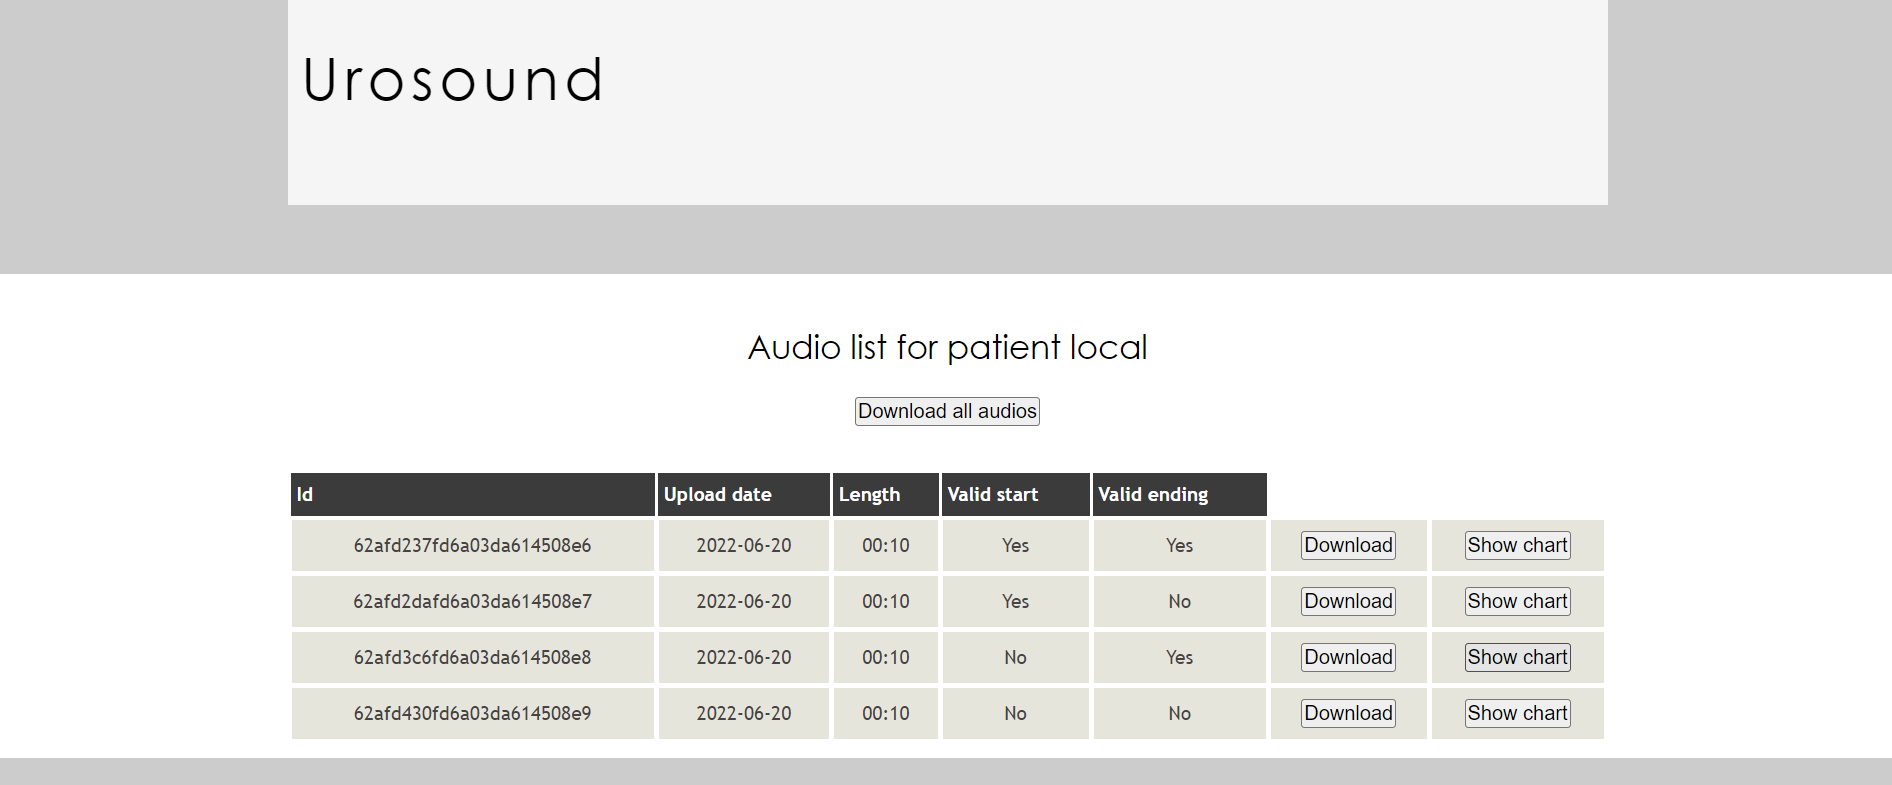 Urosound
Audio list for patient local
Download all audios
Id Upload date Length Valid start Valid ending
62afd237fd6a03da614508e6 2022-06-20 00:10 Yes Yes Download Show chart
62afd2dafd6a03da614508e7 2022-06-20 00:10 Yes No Download Show chart
62afd3c6fd6a03da614508e8 2022-06-20 00:10 No Yes Download Show chart
62afd430fd6a03da614508e9 2022-06-20 00:10 No No Download Show chart